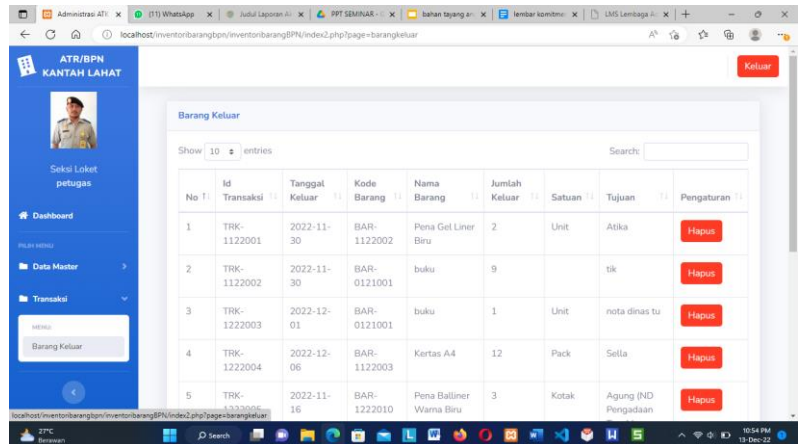 Administrasi ATR
(11) WhatsApp
Judul Laporan A
PPT SEMINAR -
bahan tayang an
lembar komitme
LMS Lembaga A
localhost/inventoribarangbpn/inventoribarangBPN/index2.php?page=barangkeluar
ATR/BPN
KANTAH LAHAT
Keluar
Seksi Loket
petugas
Dashboard
PILIH MENU
Data Master
Transaksi
MENU:
Barang Keluar
Barang Keluar
Show 10 entries
Search:
No Id Transaksi Tanggal Keluar Kode Barang Nama Barang Jumlah Keluar Satuan Tujuan Pengaturan
1 TRK-1122001 2022-11-30 BAR-1122002 Pena Gel Liner Biru 2 Unit Atika Hapus
2 TRK-1122002 2022-11-30 BAR-0121001 buku 9 tik Hapus
3 TRK-1222003 2022-12-01 BAR-0121001 buku 1 Unit nota dinas tu Hapus
4 TRK-1222004 2022-12-06 BAR-1122003 Kertas A4 12 Pack Sella Hapus
5 TRK-1222005 2022-11-16 BAR-1222010 Pena Balliner Warna Biru 3 Kotak Agung (ND Pengadaan Hapus
localhost/inventoribarangbpn/inventoribarangBPN/index2.php?page=barangkeluar
27°C
Berawan
Search
10:54 PM
13-Dec-22